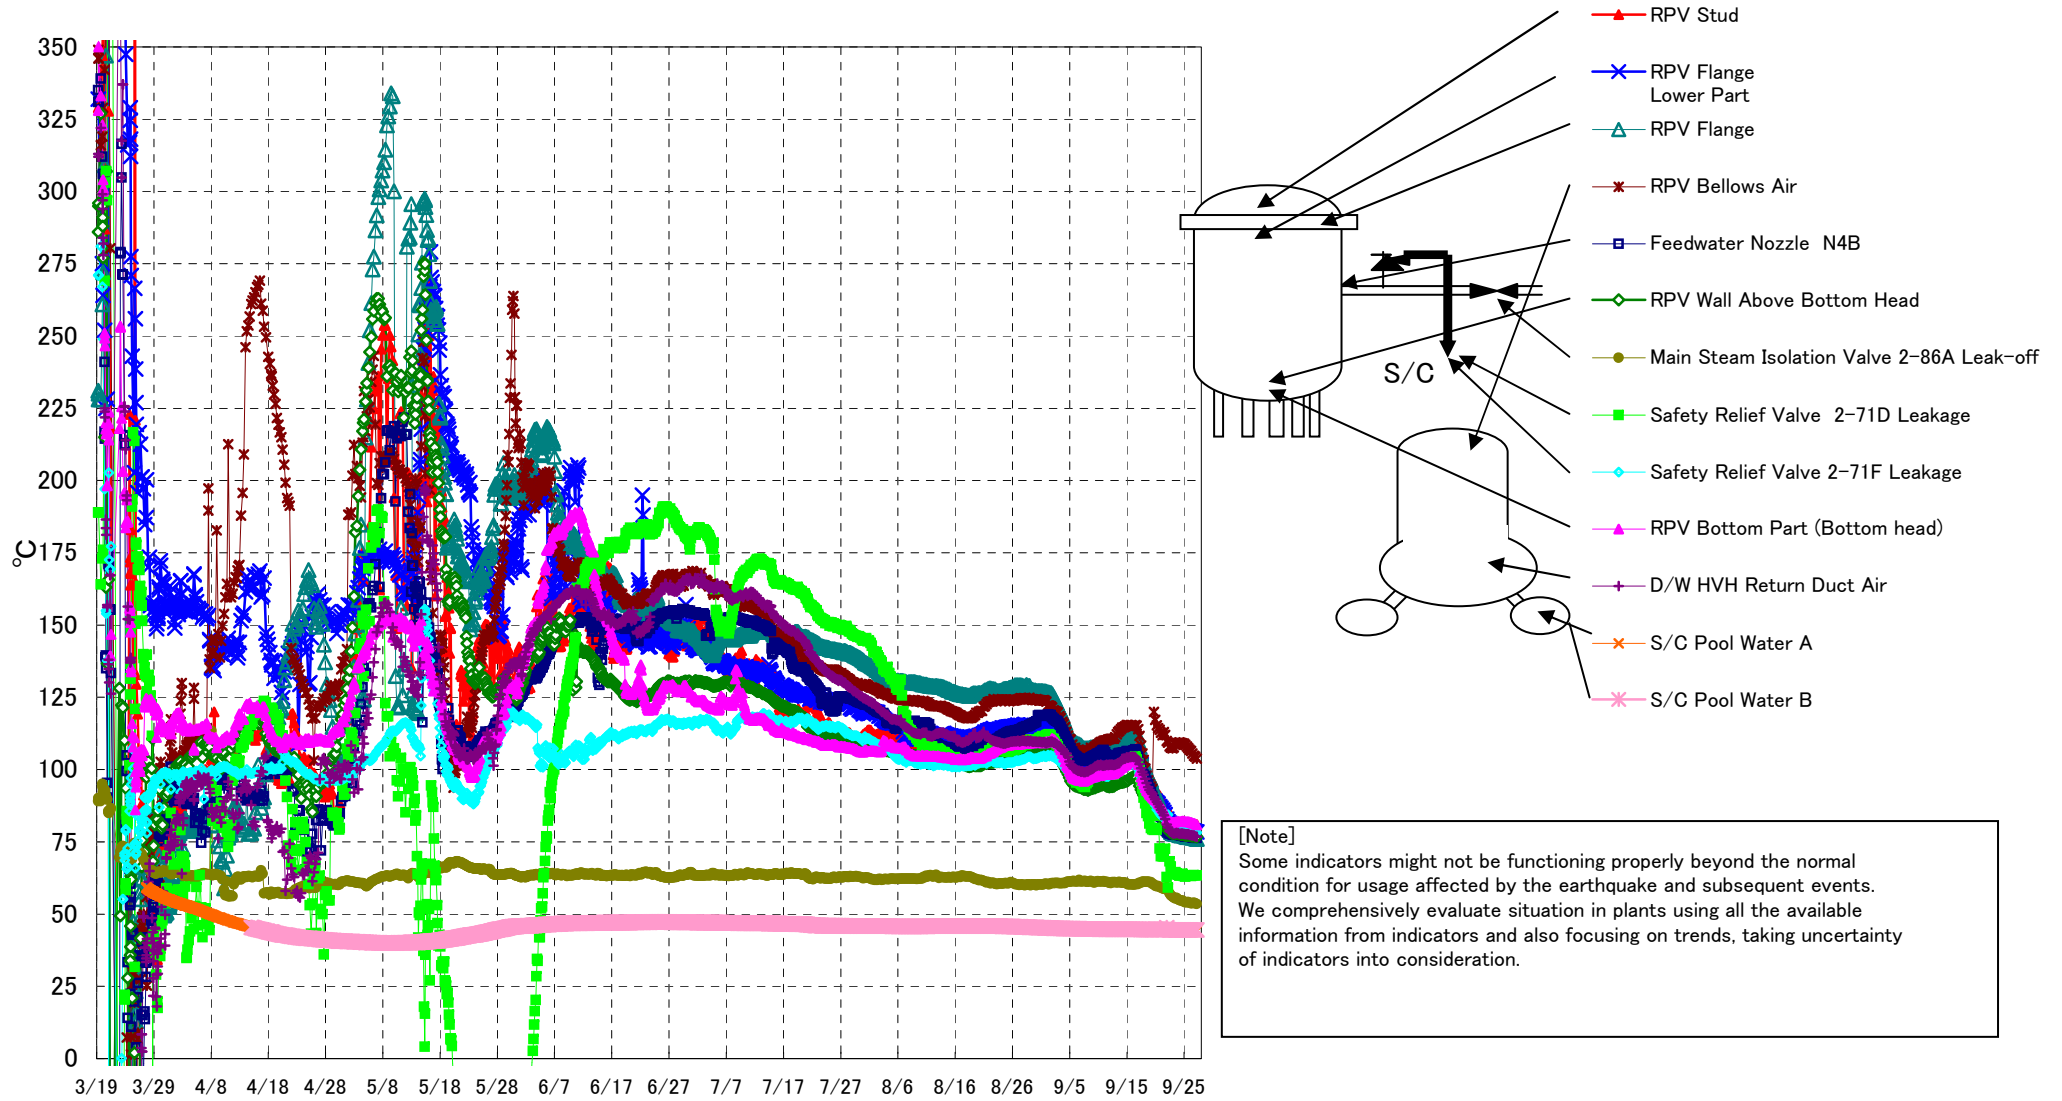 350
325
300
275
250
225
200
175
150
125
100
75
50
25
0
℃
3/19 3/29 4/8 4/18 4/28 5/8 5/18 5/28 6/7 6/17 6/27 7/7 7/17 7/27 8/6 8/16 8/26 9/5 9/15 9/25
RPV Stud
RPV Flange
Lower Part
RPV Flange
RPV Bellows Air
Feedwater Nozzle N4B
RPV Wall Above Bottom Head
Main Steam Isolation Valve 2-86A Leak-off
Safety Relief Valve 2-71D Leakage
Safety Relief Valve 2-71F Leakage
RPV Bottom Part (Bottom head)
D/W HVH Return Duct Air
S/C Pool Water A
S/C Pool Water B
S/C
[Note]
Some indicators might not be functioning properly beyond the normal
condition for usage affected by the earthquake and subsequent events.
We comprehensively evaluate situation in plants using all the available
information from indicators and also focusing on trends, taking uncertainty
of indicators into consideration.